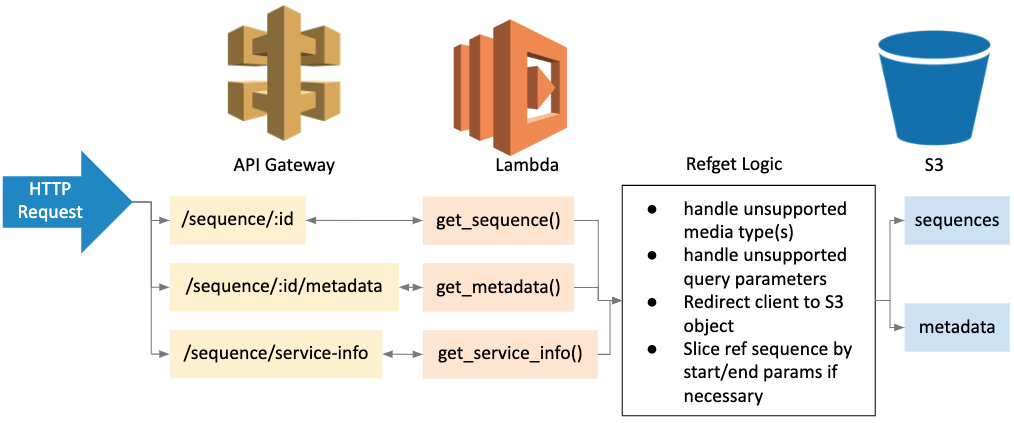 API Gateway
Lambda
Refget Logic
S3
HTTP
Request
/sequence/:id
get_sequence()
/sequence/:id/metadata
get_metadata()
/sequence/service-info
get_service_info()
● handle unsupported
media type(s)
● handle unsupported
query parameters
● Redirect client to S3
object
● Slice ref sequence by
start/end params if
necessary
sequences
metadata